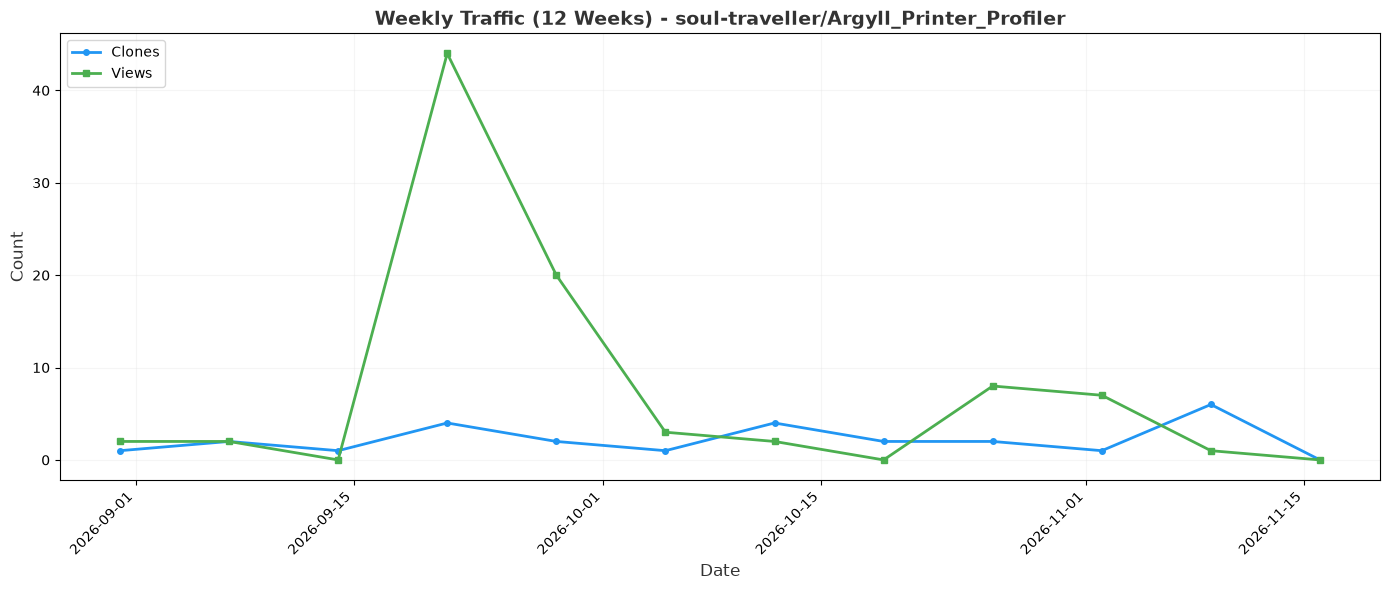 Weekly Traffic (12 Weeks) - soul-traveller/Argyll_Printer_Profiler
Clones
Views
Count
40
30
20
10
0
2026-09-01
2026-09-15
2026-10-01
2026-10-15
2026-11-01
2026-11-15
Date